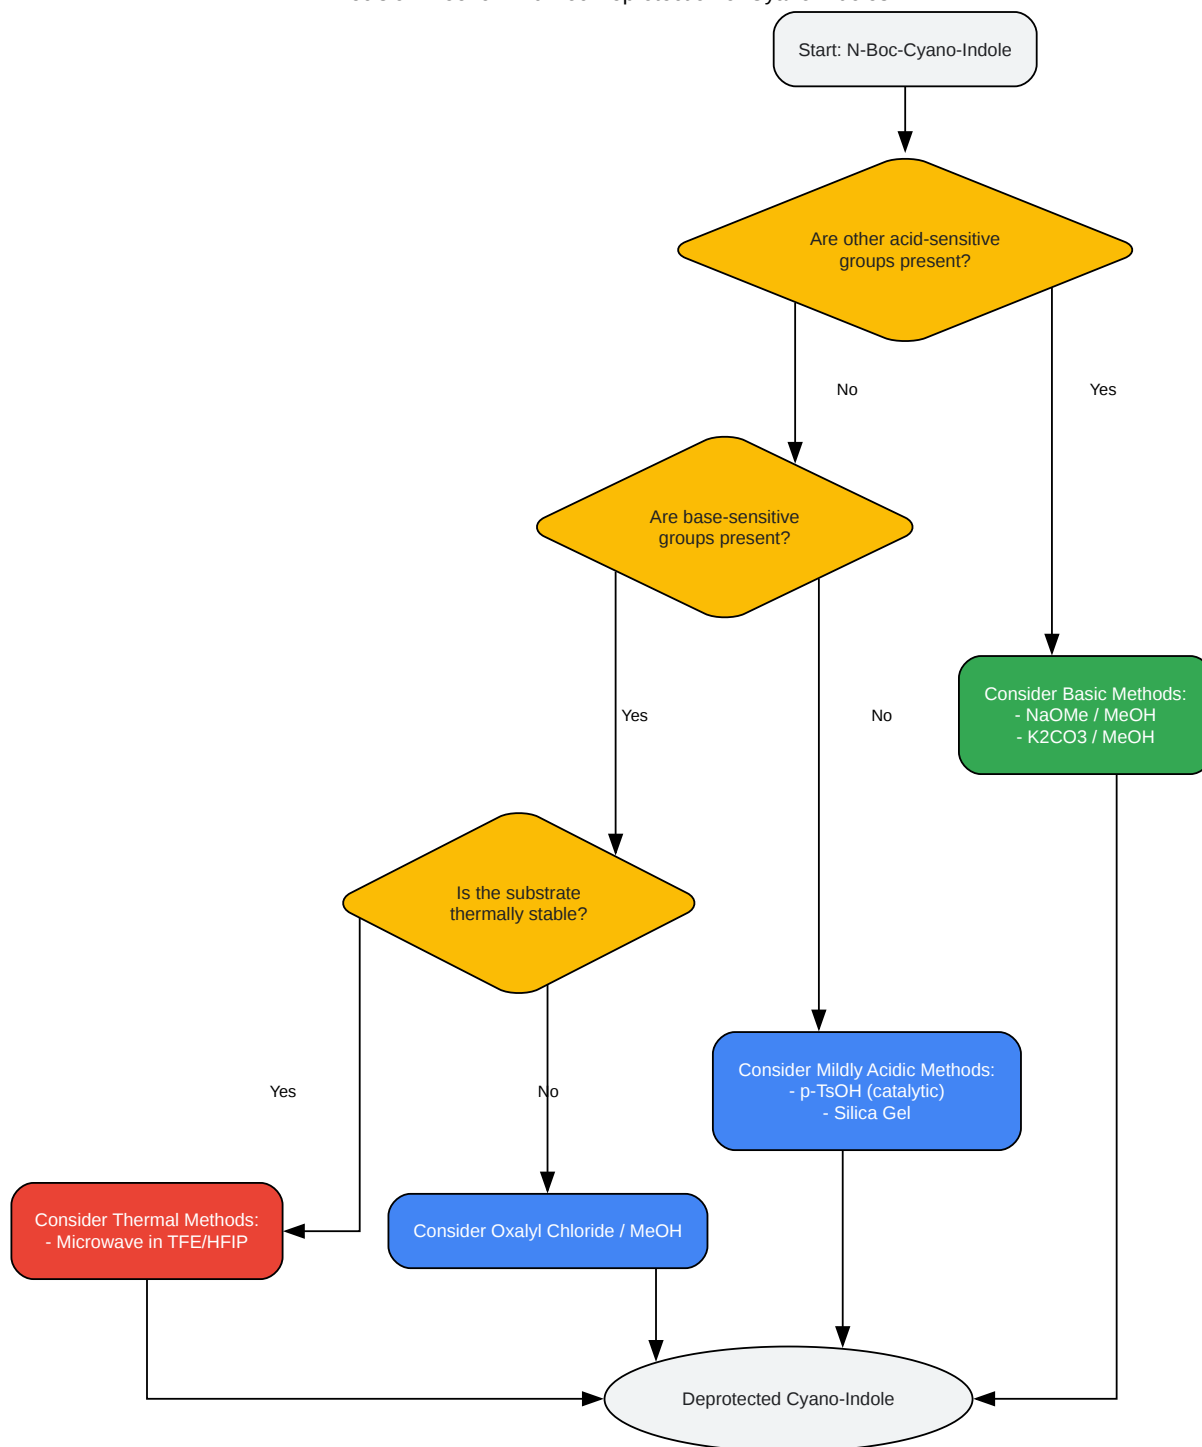 Start: N-Boc-Cyano-Indole
Are other acid-sensitive
groups present?
No
Yes
Are base-sensitive
groups present?
Consider Basic Methods:
- NaOMe / MeOH
- K2CO3 / MeOH
Yes
No
Is the substrate
thermally stable?
Consider Mildly Acidic Methods:
- p-TsOH (catalytic)
- Silica Gel
Yes
No
Consider Thermal Methods:
- Microwave in TFE/HFIP
Consider Oxalyl Chloride / MeOH
Deprotected Cyano-Indole